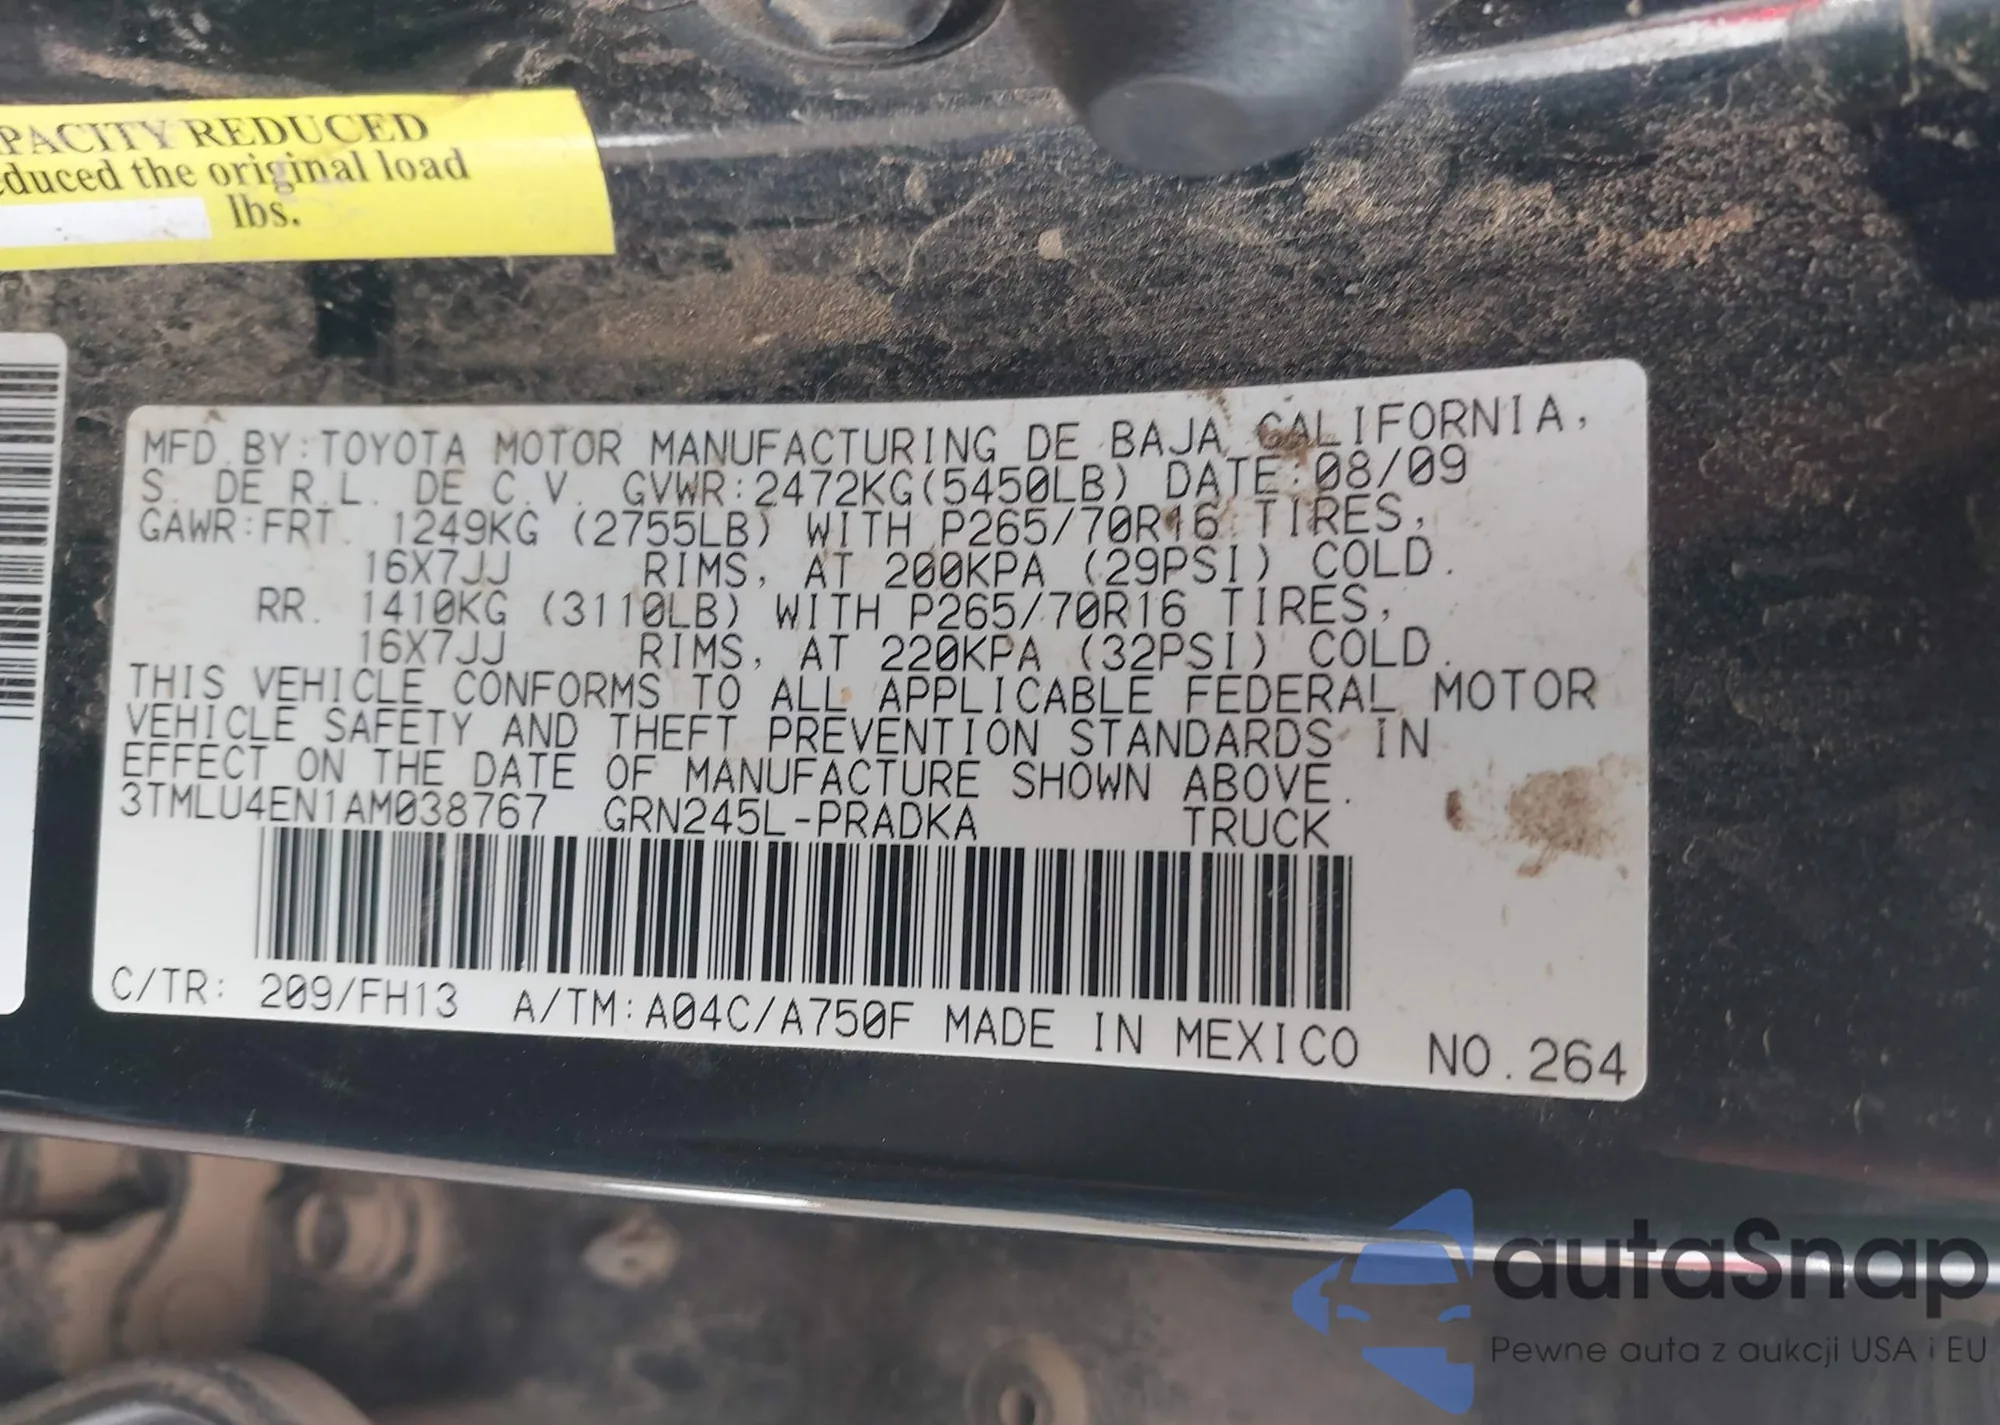 PACITY REDUCED
educed the original load
lbs.
MFD. BY:TOYOTA MOTOR MANUFACTURING DE BAJA CALIFORNIA,
S. DE R.L. DE C.V. GVWR:2472KG(5450LB) DATE:08/09
GAWR:FRT. 1249KG (2755LB) WITH P265/70R16 TIRES,
16X7JJ RIMS, AT 200KPA (29PSI) COLD.
RR. 1410KG (3110LB) WITH P265/70R16 TIRES,
16X7JJ RIMS, AT 220KPA (32PSI) COLD.
THIS VEHICLE CONFORMS TO ALL APPLICABLE FEDERAL MOTOR
VEHICLE SAFETY AND THEFT PREVENTION STANDARDS IN
EFFECT ON THE DATE OF MANUFACTURE SHOWN ABOVE.
3TMLU4EN1AM038767 GRN245L-PRADKA TRUCK
C/TR: 209/FH13 A/TM:A04C/A750F MADE IN MEXICO NO.264
autaSnap
Pewne auta z aukcji USA i EU